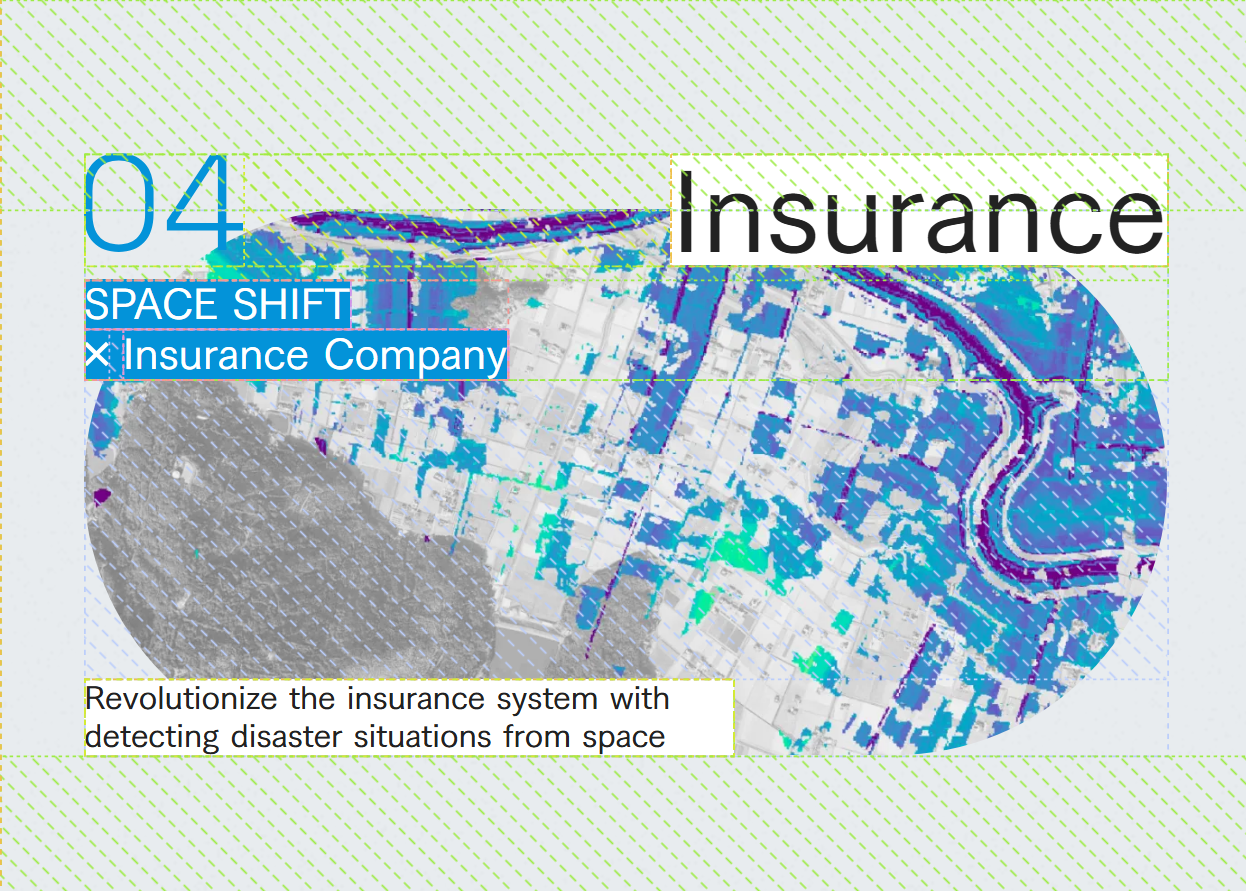 04
Insurance
SPACE SHIFT
× Insurance Company
Revolutionize the insurance system with
detecting disaster situations from space